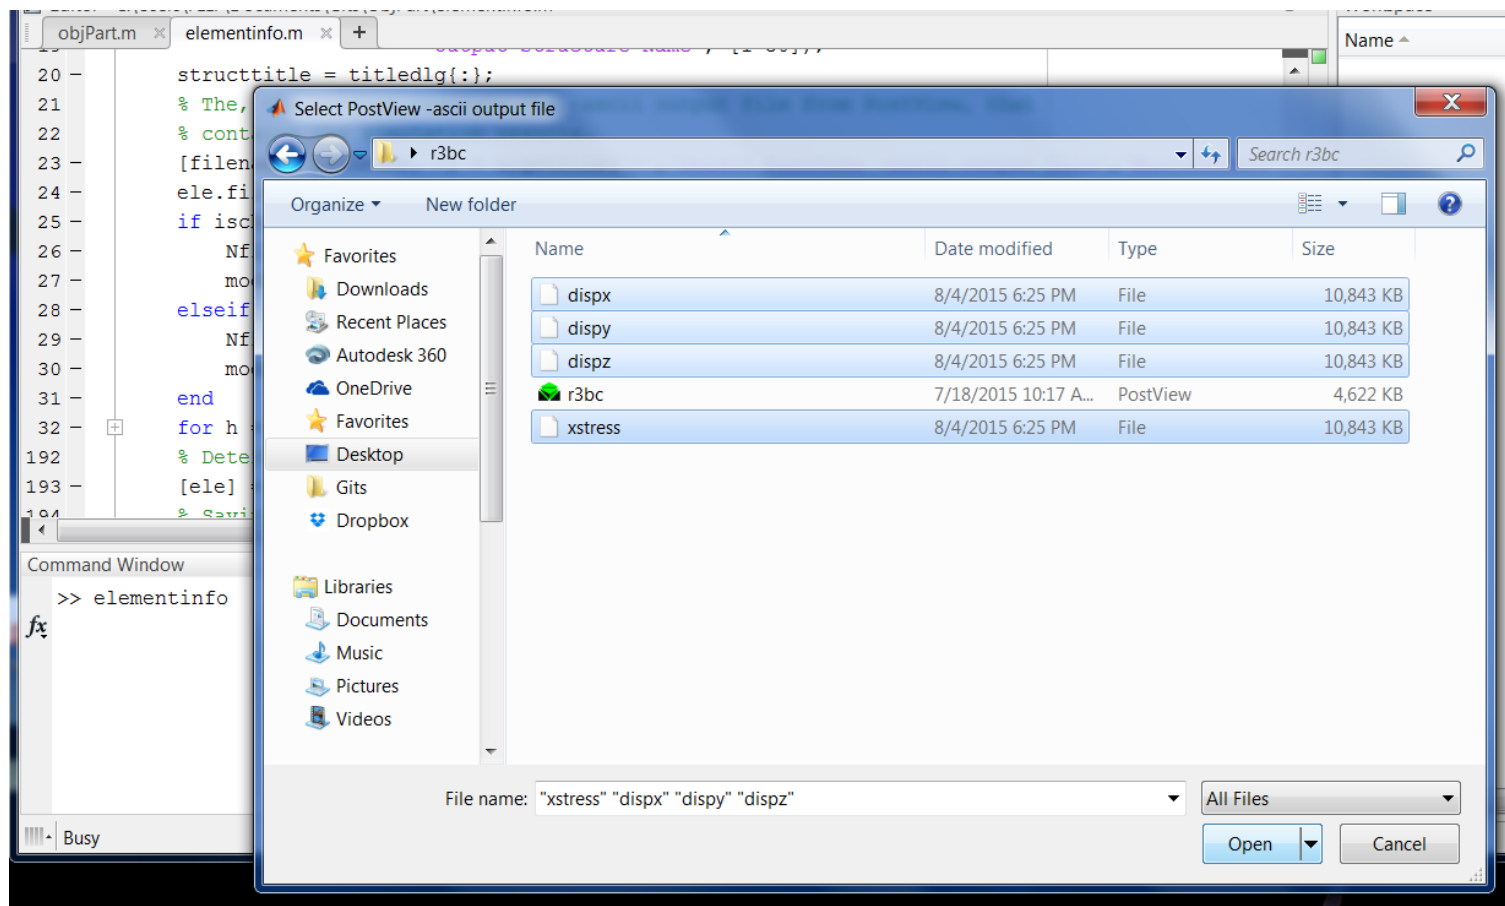 objPart.m × elementinfo.m × +
Name
20 – structtitle = titledlg{:};
21 % The,
22 % cont
23 – [filen
24 – ele.fi
25 – if isc
26 – Nf
27 – mo
28 – elseif
29 – Nf
30 – mo
31 – end
32 – for h
192 % Dete
193 – [ele]
194 % Savi
Command Window
>> elementinfo
fx
Busy
Select PostView -ascii output file
r3bc
Search r3bc
Organize New folder
Favorites
Downloads
Recent Places
Autodesk 360
OneDrive
Favorites
Desktop
Gits
Dropbox
Libraries
Documents
Music
Pictures
Videos
Name Date modified Type Size
dispx 8/4/2015 6:25 PM File 10,843 KB
dispy 8/4/2015 6:25 PM File 10,843 KB
dispz 8/4/2015 6:25 PM File 10,843 KB
r3bc 7/18/2015 10:17 A... PostView 4,622 KB
xstress 8/4/2015 6:25 PM File 10,843 KB
File name: "xstress" "dispx" "dispy" "dispz"
All Files
Open Cancel